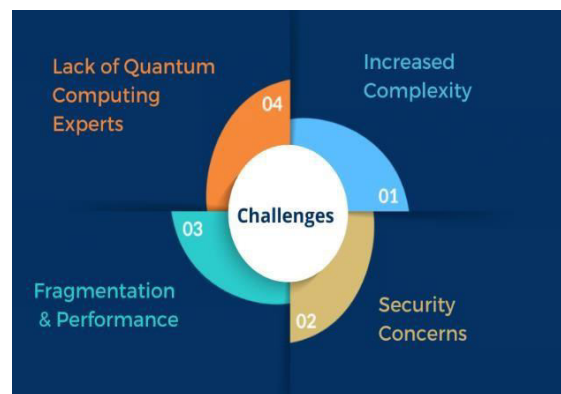 Increased
Complexity
01
Security
Concerns
02
Fragmentation
& Performance
03
Lack of Quantum
Computing
Experts
04
Challenges